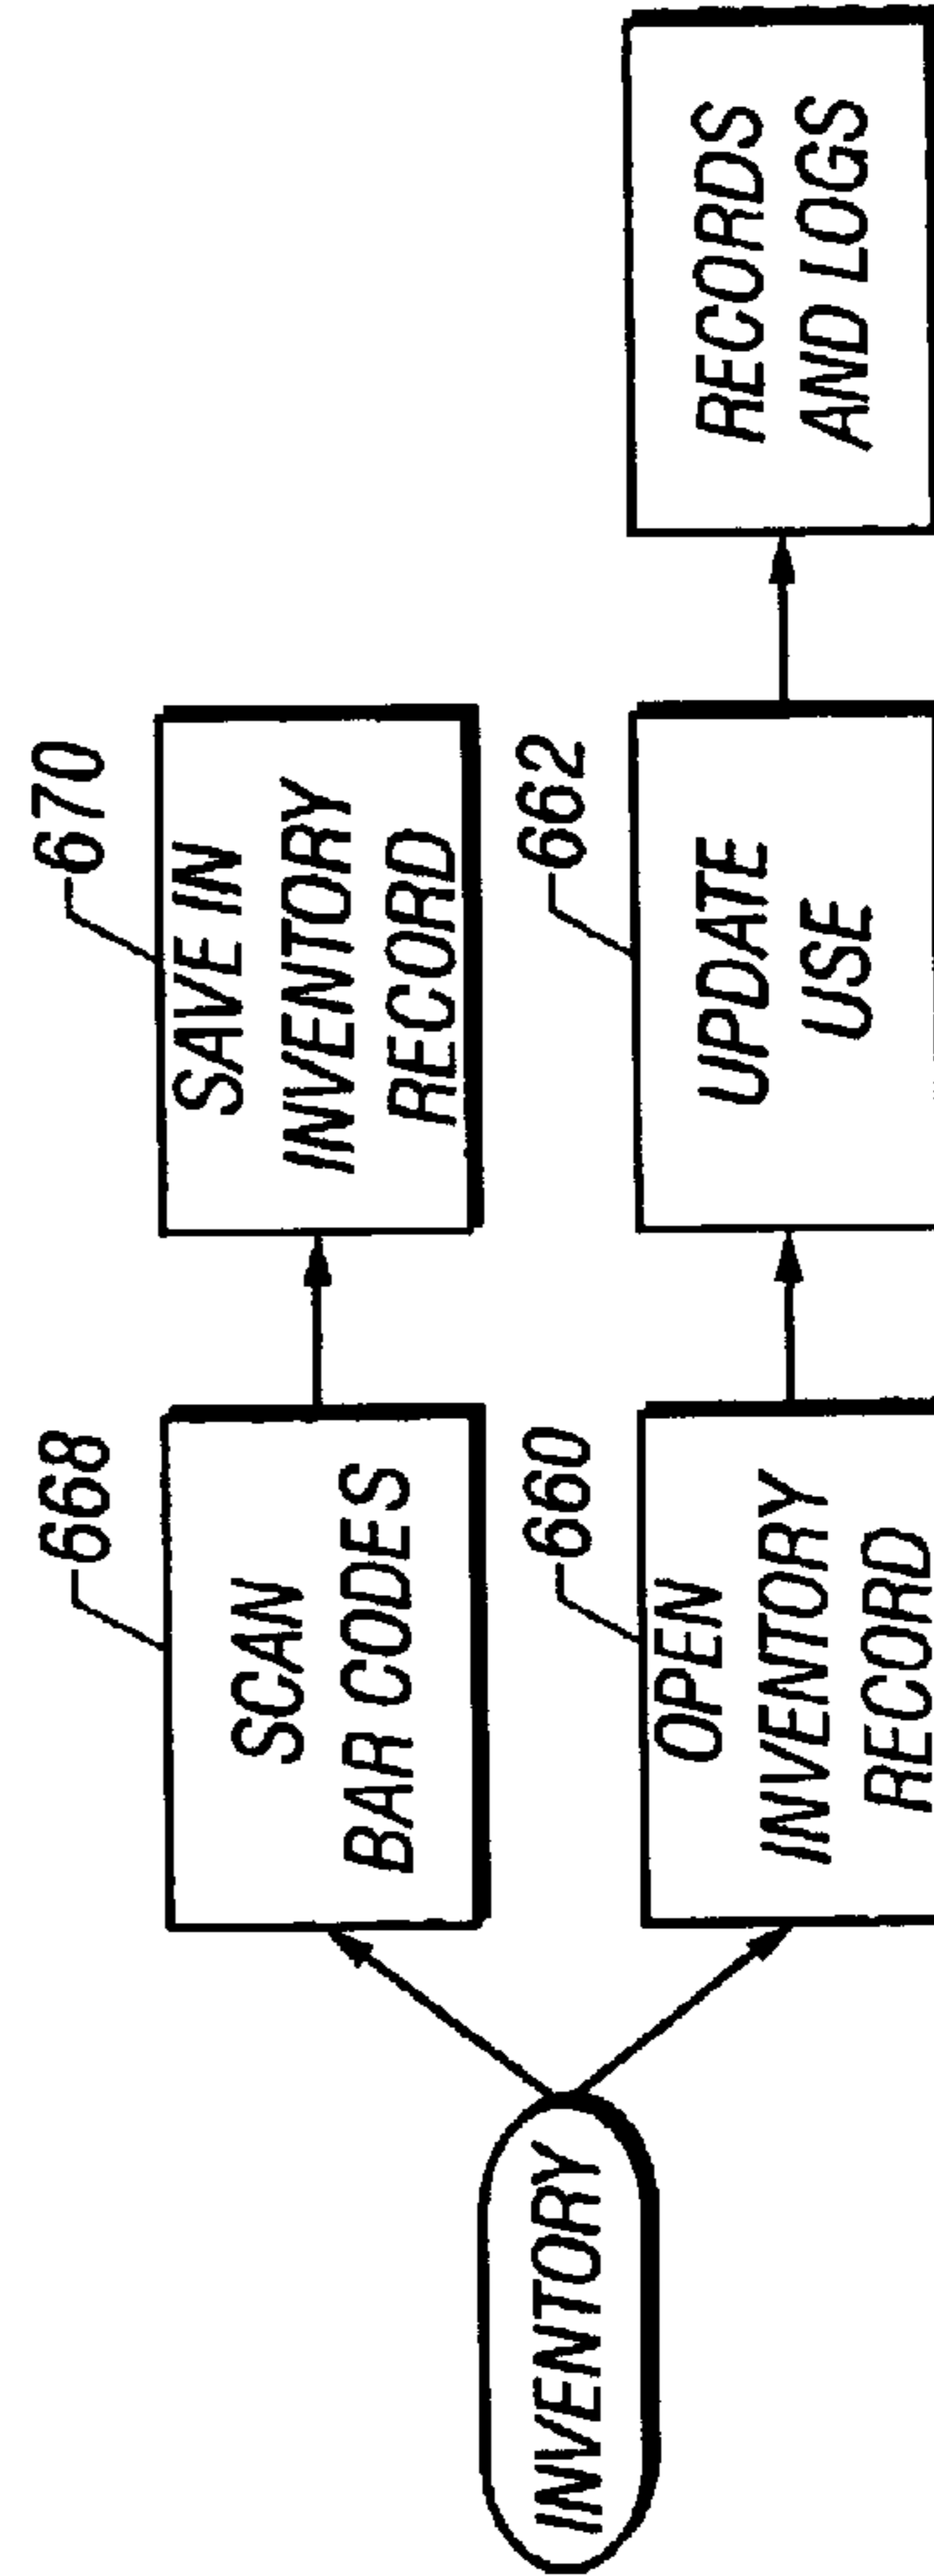 INVENTORY
668
SCAN
BAR CODES
670
SAVE IN
INVENTORY
RECORD
660
OPEN
INVENTORY
RECORD
662
UPDATE
USE
RECORDS
AND LOGS